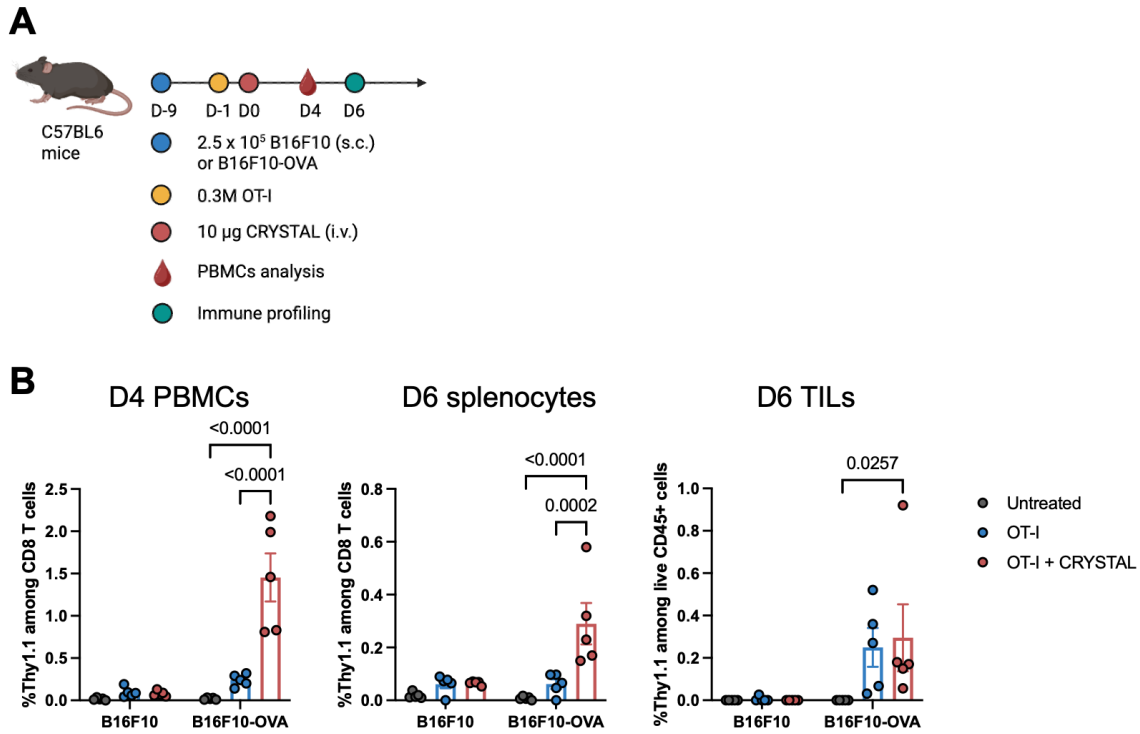 A
C57BL6
mice
D-9 D-1 D0 D4 D6
2.5 x 10⁵ B16F10 (s.c.)
or B16F10-OVA
0.3M OT-I
10 µg CRYSTAL (i.v.)
PBMCs analysis
Immune profiling
B
D4 PBMCs
<0.0001
<0.0001
%Thy1.1 among CD8 T cells
2.5
2.0
1.5
1.0
0.5
0.0
B16F10 B16F10-OVA
D6 splenocytes
<0.0001
0.0002
%Thy1.1 among CD8 T cells
0.8
0.6
0.4
0.2
0.0
B16F10 B16F10-OVA
D6 TILs
0.0257
%Thy1.1 among live CD45+ cells
1.0
0.8
0.6
0.4
0.2
0.0
B16F10 B16F10-OVA
Untreated
OT-I
OT-I + CRYSTAL